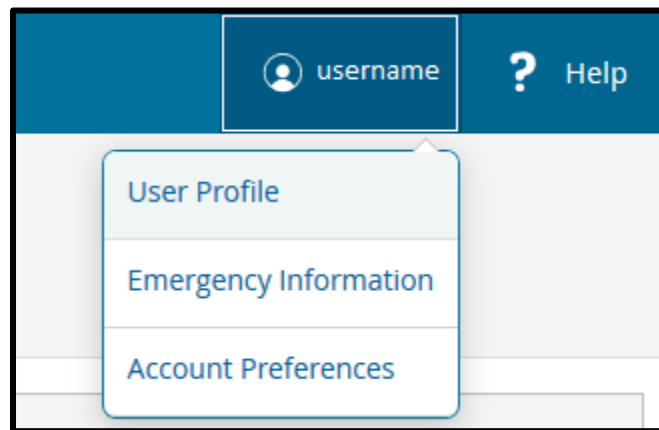 username
? Help
User Profile
Emergency Information
Account Preferences